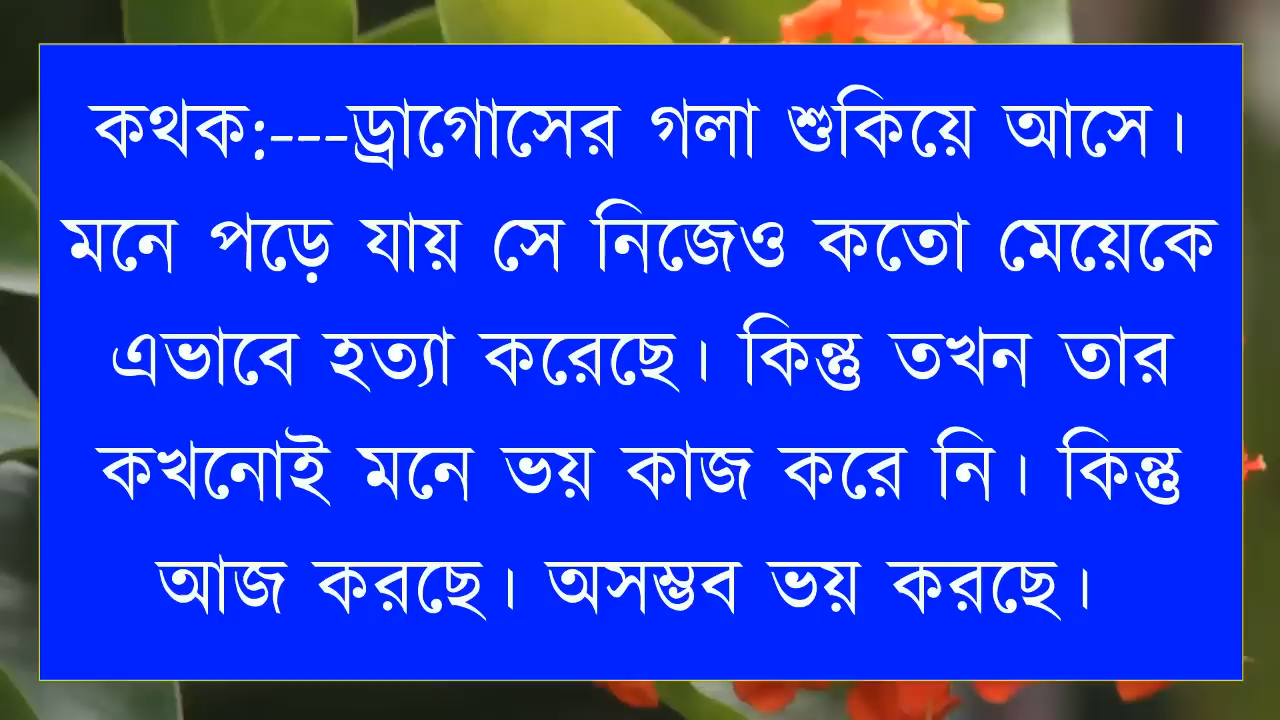 কথক:---ড্রাগোসের গলা শুকিয়ে আসে।
মনে পড়ে যায় সে নিজেও কতো মেয়েকে
এভাবে হত্যা করেছে। কিন্তু তখন তার
কখনোই মনে ভয় কাজ করে নি। কিন্তু
আজ করছে। অসম্ভব ভয় করছে।